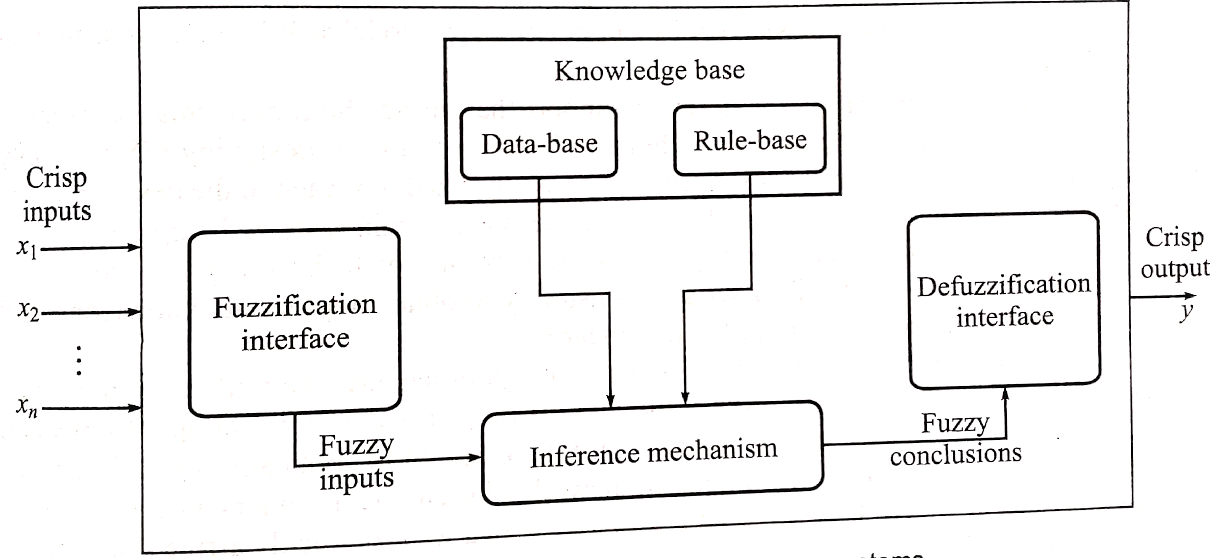 Knowledge base
Data-base
Rule-base
Crisp
inputs
x1
x2
xn
Fuzzification
interface
Fuzzy
inputs
Inference mechanism
Fuzzy
conclusions
Defuzzification
interface
Crisp
output
y